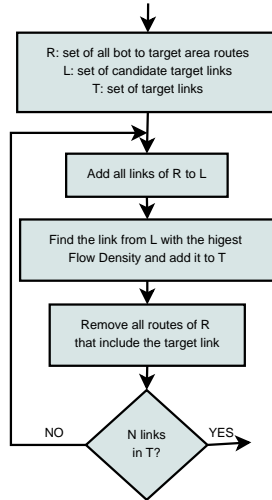 R: set of all bot to target area routes
L: set of candidate target links
T: set of target links
Add all links of R to L
Find the link from L with the higest
Flow Density and add it to T
Remove all routes of R
that include the target link
NO
YES
N links
in T?